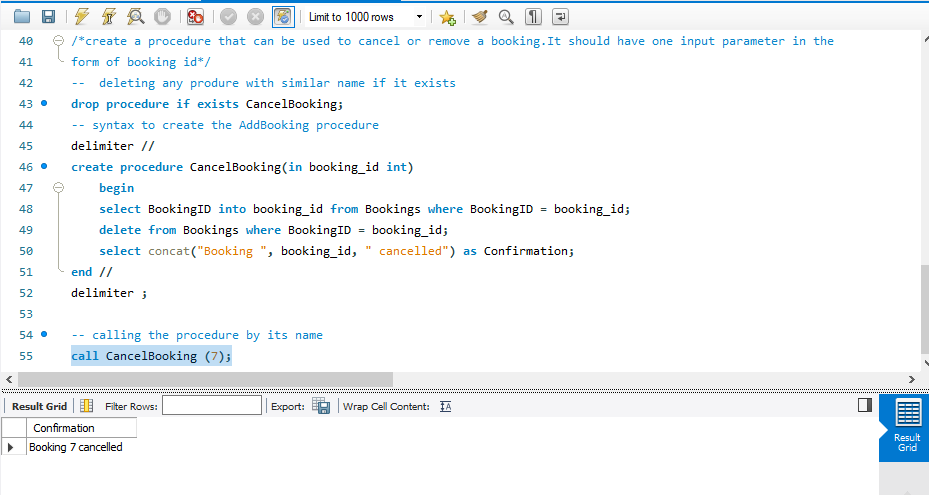 Limit to 1000 rows
40 /*create a procedure that can be used to cancel or remove a booking.It should have one input parameter in the
41 form of booking id*/
42 -- deleting any produre with similar name if it exists
43 drop procedure if exists CancelBooking;
44 -- syntax to create the AddBooking procedure
45 delimiter //
46 create procedure CancelBooking(in booking_id int)
47 begin
48 select BookingID into booking_id from Bookings where BookingID = booking_id;
49 delete from Bookings where BookingID = booking_id;
50 select concat("Booking ", booking_id, " cancelled") as Confirmation;
51 end //
52 delimiter ;
53
54 -- calling the procedure by its name
55 call CancelBooking (7);
Result Grid Filter Rows: Export: Wrap Cell Content: IA
Confirmation
Booking 7 cancelled
Result
Grid